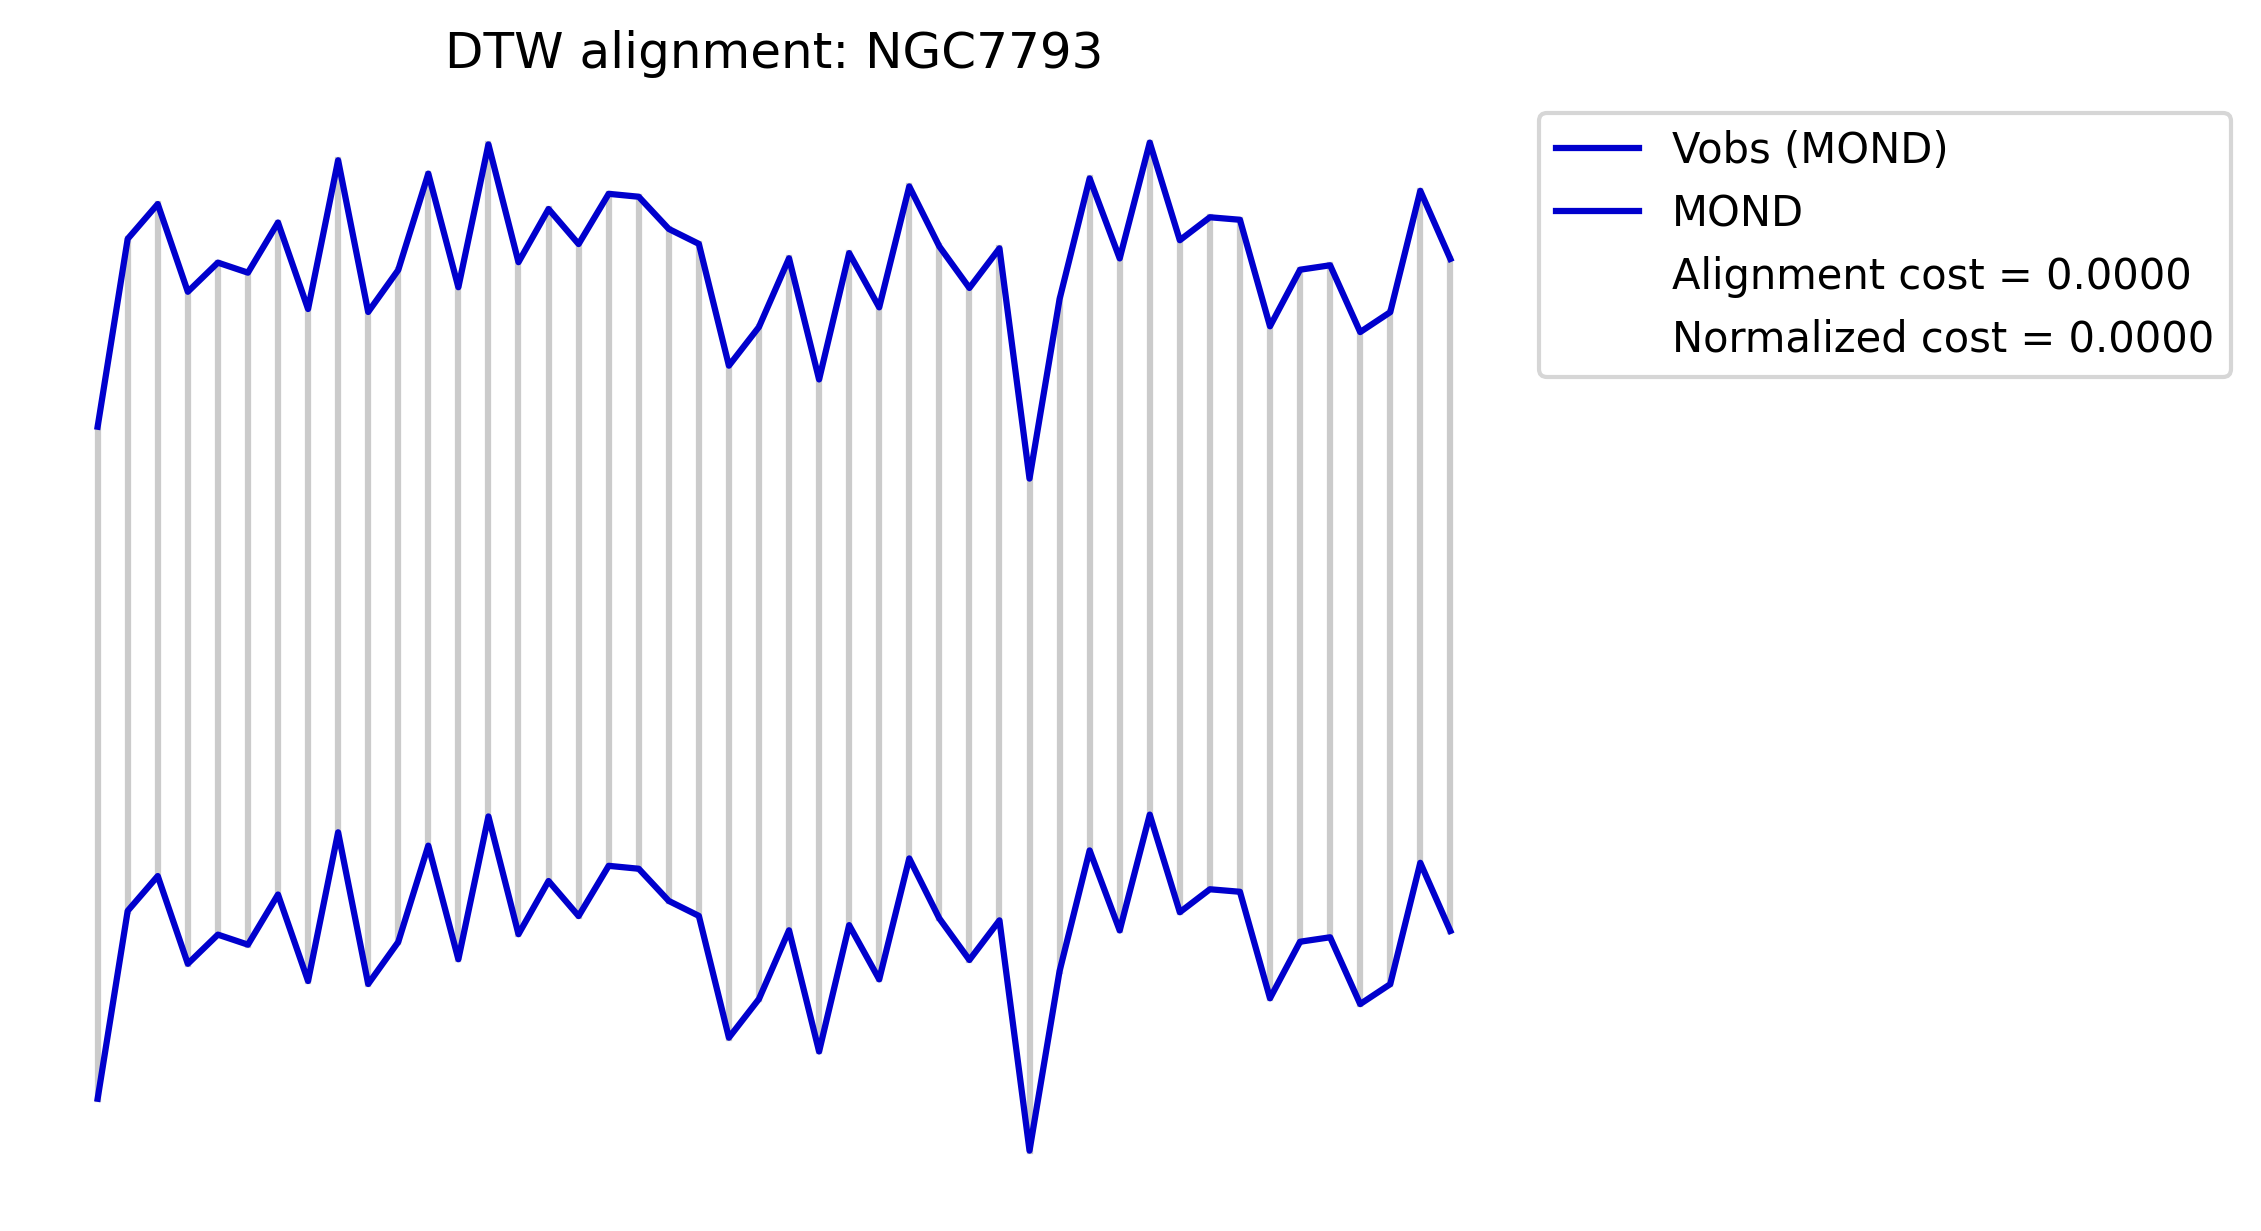 DTW alignment: NGC7793
Vobs (MOND)
MOND
Alignment cost = 0.0000
Normalized cost = 0.0000